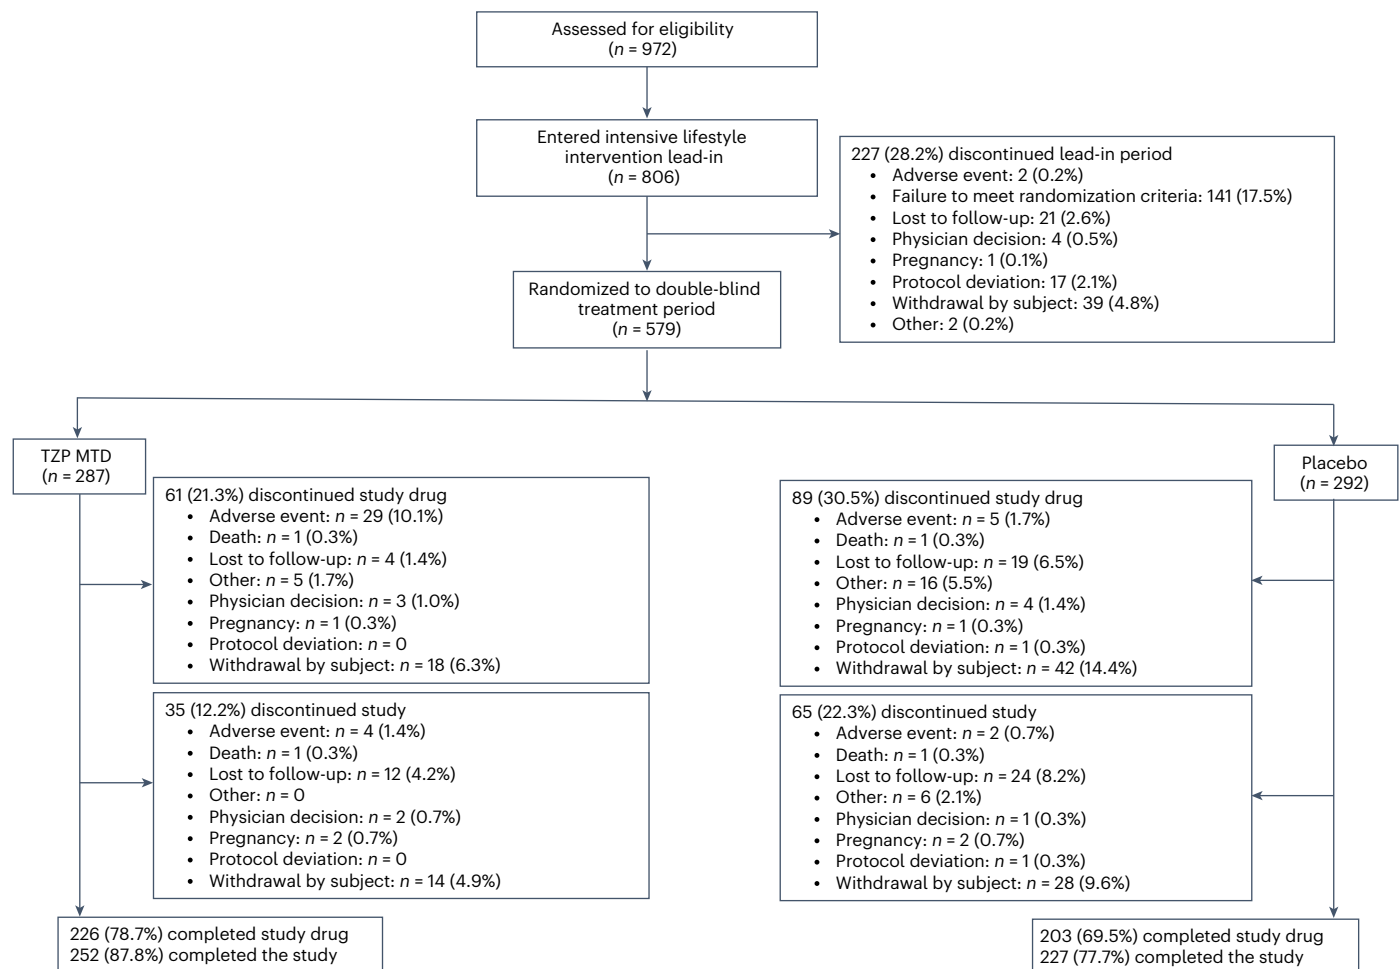 Assessed for eligibility
(n = 972)
Entered intensive lifestyle
intervention lead-in
(n = 806)
227 (28.2%) discontinued lead-in period
• Adverse event: 2 (0.2%)
• Failure to meet randomization criteria: 141 (17.5%)
• Lost to follow-up: 21 (2.6%)
• Physician decision: 4 (0.5%)
• Pregnancy: 1 (0.1%)
• Protocol deviation: 17 (2.1%)
• Withdrawal by subject: 39 (4.8%)
• Other: 2 (0.2%)
Randomized to double-blind
treatment period
(n = 579)
TZP MTD
(n = 287)
61 (21.3%) discontinued study drug
• Adverse event: n = 29 (10.1%)
• Death: n = 1 (0.3%)
• Lost to follow-up: n = 4 (1.4%)
• Other: n = 5 (1.7%)
• Physician decision: n = 3 (1.0%)
• Pregnancy: n = 1 (0.3%)
• Protocol deviation: n = 0
• Withdrawal by subject: n = 18 (6.3%)
35 (12.2%) discontinued study
• Adverse event: n = 4 (1.4%)
• Death: n = 1 (0.3%)
• Lost to follow-up: n = 12 (4.2%)
• Other: n = 0
• Physician decision: n = 2 (0.7%)
• Pregnancy: n = 2 (0.7%)
• Protocol deviation: n = 0
• Withdrawal by subject: n = 14 (4.9%)
226 (78.7%) completed study drug
252 (87.8%) completed the study
Placebo
(n = 292)
89 (30.5%) discontinued study drug
• Adverse event: n = 5 (1.7%)
• Death: n = 1 (0.3%)
• Lost to follow-up: n = 19 (6.5%)
• Other: n = 16 (5.5%)
• Physician decision: n = 4 (1.4%)
• Pregnancy: n = 1 (0.3%)
• Protocol deviation: n = 1 (0.3%)
• Withdrawal by subject: n = 42 (14.4%)
65 (22.3%) discontinued study
• Adverse event: n = 2 (0.7%)
• Death: n = 1 (0.3%)
• Lost to follow-up: n = 24 (8.2%)
• Other: n = 6 (2.1%)
• Physician decision: n = 1 (0.3%)
• Pregnancy: n = 2 (0.7%)
• Protocol deviation: n = 1 (0.3%)
• Withdrawal by subject: n = 28 (9.6%)
203 (69.5%) completed study drug
227 (77.7%) completed the study